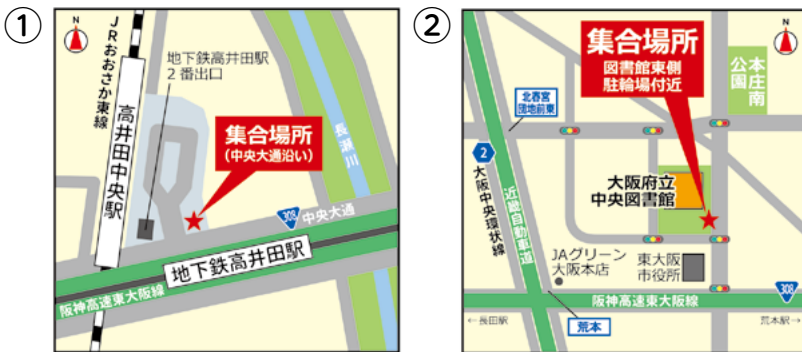 ①
N
JRおおさか東線
高井田中央駅
地下鉄高井田駅
2番出口
集合場所
(中央大通沿い)
長瀬川
308
中央大通
地下鉄高井田駅
阪神高速東大阪線
②
N
集合場所
図書館東側
駐輪場付近
本庄南
公園
北春宮
団地前東
2
大阪中央環状線
近畿自動車道
大阪府立
中央図書館
JAグリーン
大阪本店
東大阪
市役所
308
阪神高速東大阪線
←長田駅
荒本
荒本駅→